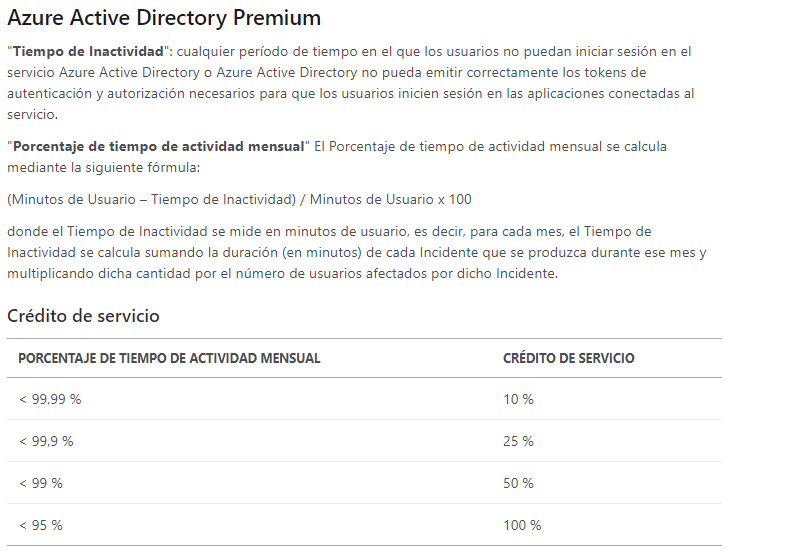 Azure Active Directory Premium
"Tiempo de Inactividad": cualquier período de tiempo en el que los usuarios no puedan iniciar sesión en el
servicio Azure Active Directory o Azure Active Directory no pueda emitir correctamente los tokens de
autenticación y autorización necesarios para que los usuarios inicien sesión en las aplicaciones conectadas al
servicio.
"Porcentaje de tiempo de actividad mensual" El Porcentaje de tiempo de actividad mensual se calcula
mediante la siguiente fórmula:
(Minutos de Usuario – Tiempo de Inactividad) / Minutos de Usuario x 100
donde el Tiempo de Inactividad se mide en minutos de usuario, es decir, para cada mes, el Tiempo de
Inactividad se calcula sumando la duración (en minutos) de cada Incidente que se produzca durante ese mes y
multiplicando dicha cantidad por el número de usuarios afectados por dicho Incidente.
Crédito de servicio
PORCENTAJE DE TIEMPO DE ACTIVIDAD MENSUAL CRÉDITO DE SERVICIO
< 99,99 % 10 %
< 99,9 % 25 %
< 99 % 50 %
< 95 % 100 %